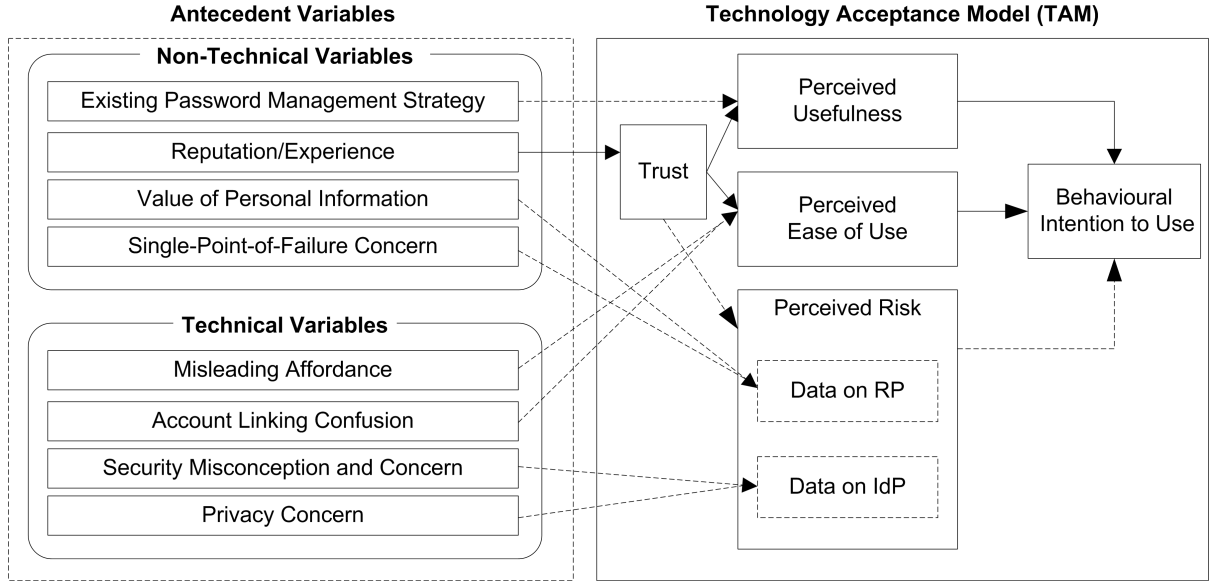 Antecedent Variables
Technology Acceptance Model (TAM)
Non-Technical Variables
Existing Password Management Strategy
Reputation/Experience
Value of Personal Information
Single-Point-of-Failure Concern
Technical Variables
Misleading Affordance
Account Linking Confusion
Security Misconception and Concern
Privacy Concern
Trust
Perceived
Usefulness
Perceived
Ease of Use
Perceived Risk
Data on RP
Data on IdP
Behavioural
Intention to Use